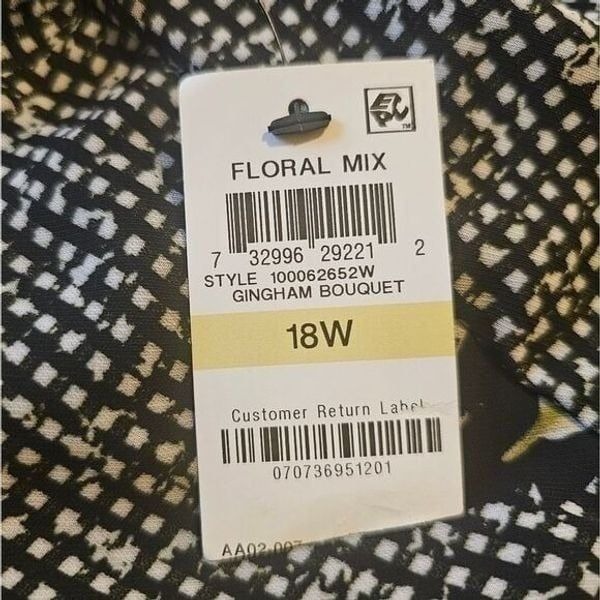 FLORAL MIX
7 32996 29221 2
STYLE 100062652W
GINGHAM BOUQUET
18W
Customer Return Label
070736951201